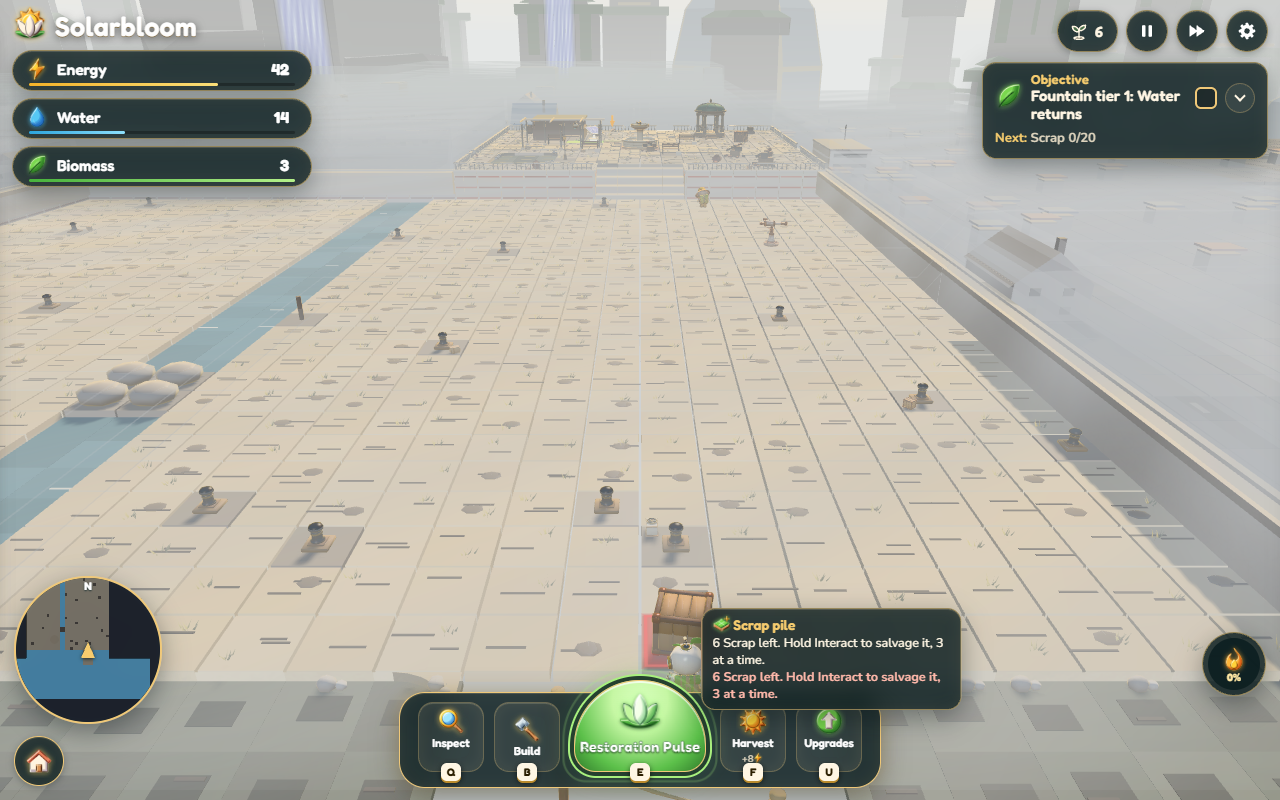 Solarbloom
Energy 42
Water 14
Biomass 3
6
Objective
Fountain tier 1: Water
returns
Next: Scrap 0/20
N
Scrap pile
6 Scrap left. Hold Interact to salvage it, 3
at a time.
6 Scrap left. Hold Interact to salvage it,
3 at a time.
0%
Inspect
Q
Build
B
Restoration Pulse
E
Harvest
+8
F
Upgrades
U